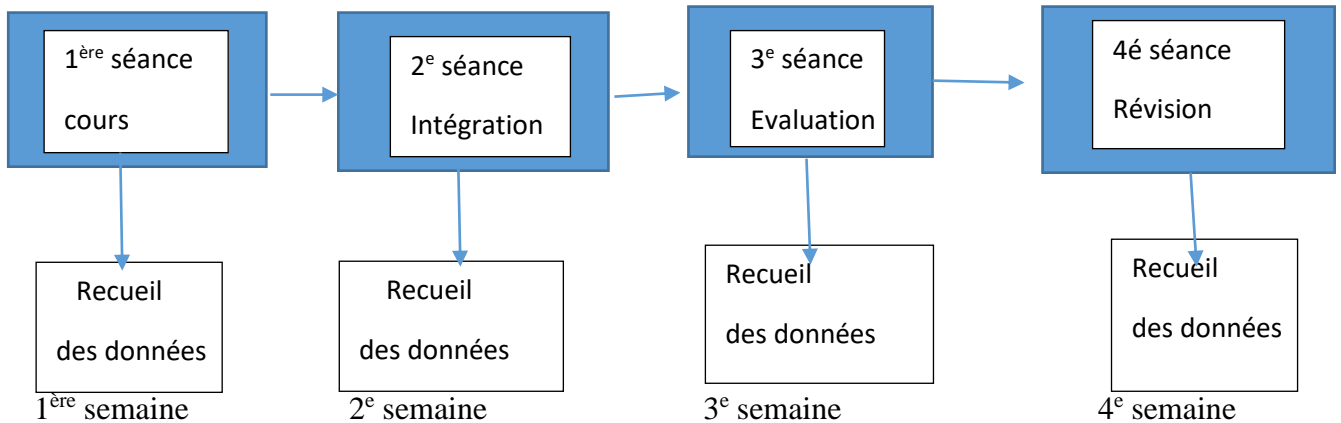 1ère séance
cours
2e séance
Intégration
3e séance
Evaluation
4é séance
Révision
Recueil
des données
Recueil
des données
Recueil
des données
Recueil
des données
1ère semaine
2e semaine
3e semaine
4e semaine